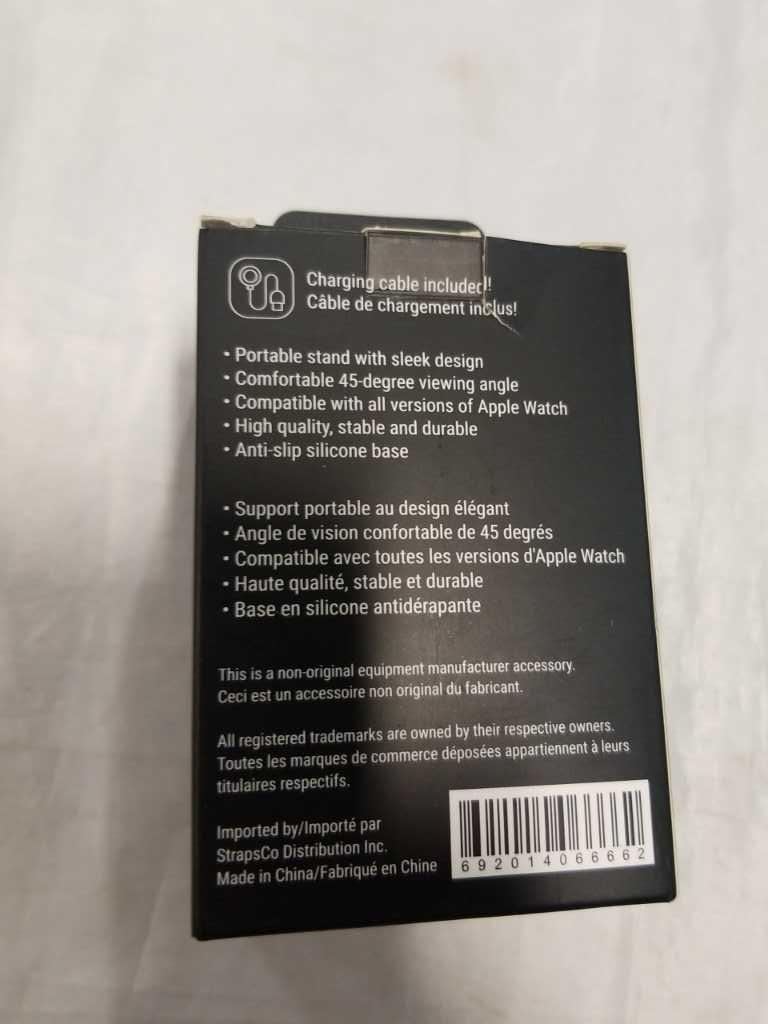 Charging cable included!
Câble de chargement inclus!
• Portable stand with sleek design
• Comfortable 45-degree viewing angle
• Compatible with all versions of Apple Watch
• High quality, stable and durable
• Anti-slip silicone base
• Support portable au design élégant
• Angle de vision confortable de 45 degrés
• Compatible avec toutes les versions d'Apple Watch
• Haute qualité, stable et durable
• Base en silicone antidérapante
This is a non-original equipment manufacturer accessory.
Ceci est un accessoire non original du fabricant.
All registered trademarks are owned by their respective owners.
Toutes les marques de commerce déposées appartiennent à leurs
titulaires respectifs.
Imported by/Importé par
StrapsCo Distribution Inc.
Made in China/Fabriqué en Chine
692014066662